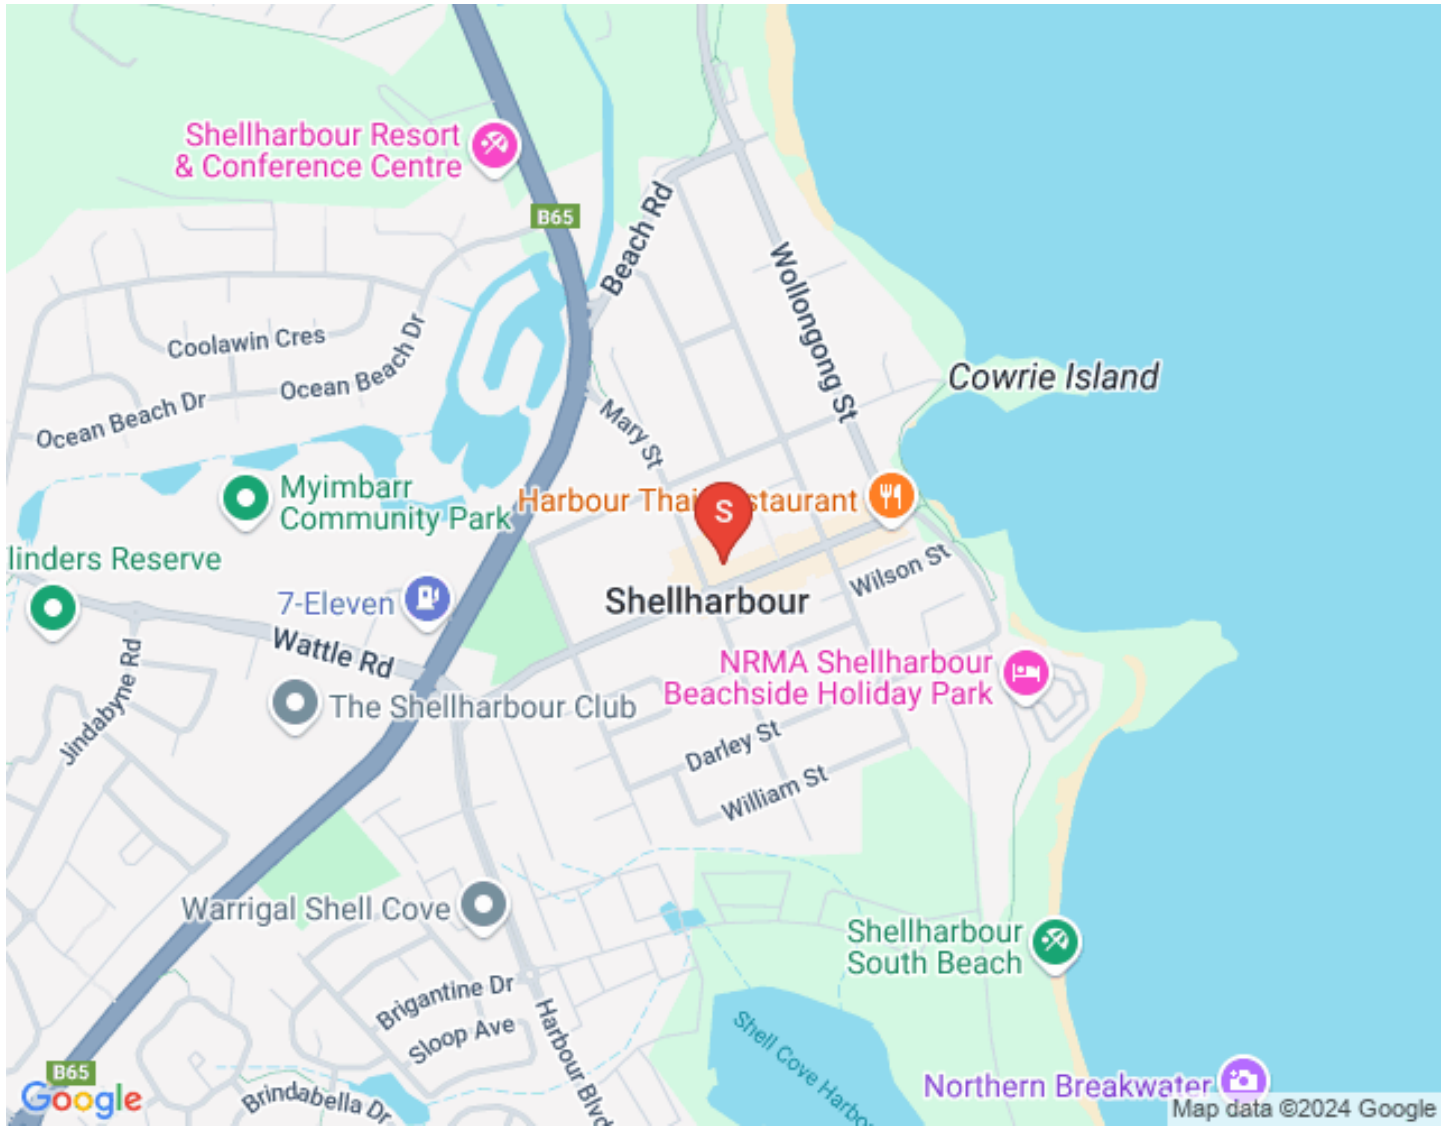 Shellharbour Resort
& Conference Centre
B65
Beach Rd
Wollongong St
Coolawin Cres
Ocean Beach Dr
Ocean Beach Dr
Cowrie Island
Mary St
Myimbarr
Community Park
Harbour Thai
staurant
S
linders Reserve
7-Eleven
Shellharbour
Wilson St
Wattle Rd
Jindabyne Rd
The Shellharbour Club
NRMA Shellharbour
Beachside Holiday Park
Darley St
William St
Warrigal Shell Cove
Shellharbour
South Beach
Brigantine Dr
Sloop Ave
Harbour Blvd
Shell Cove Harbou
B65
Brindabella Dr
Northern Breakwater
Google
Map data ©2024 Google